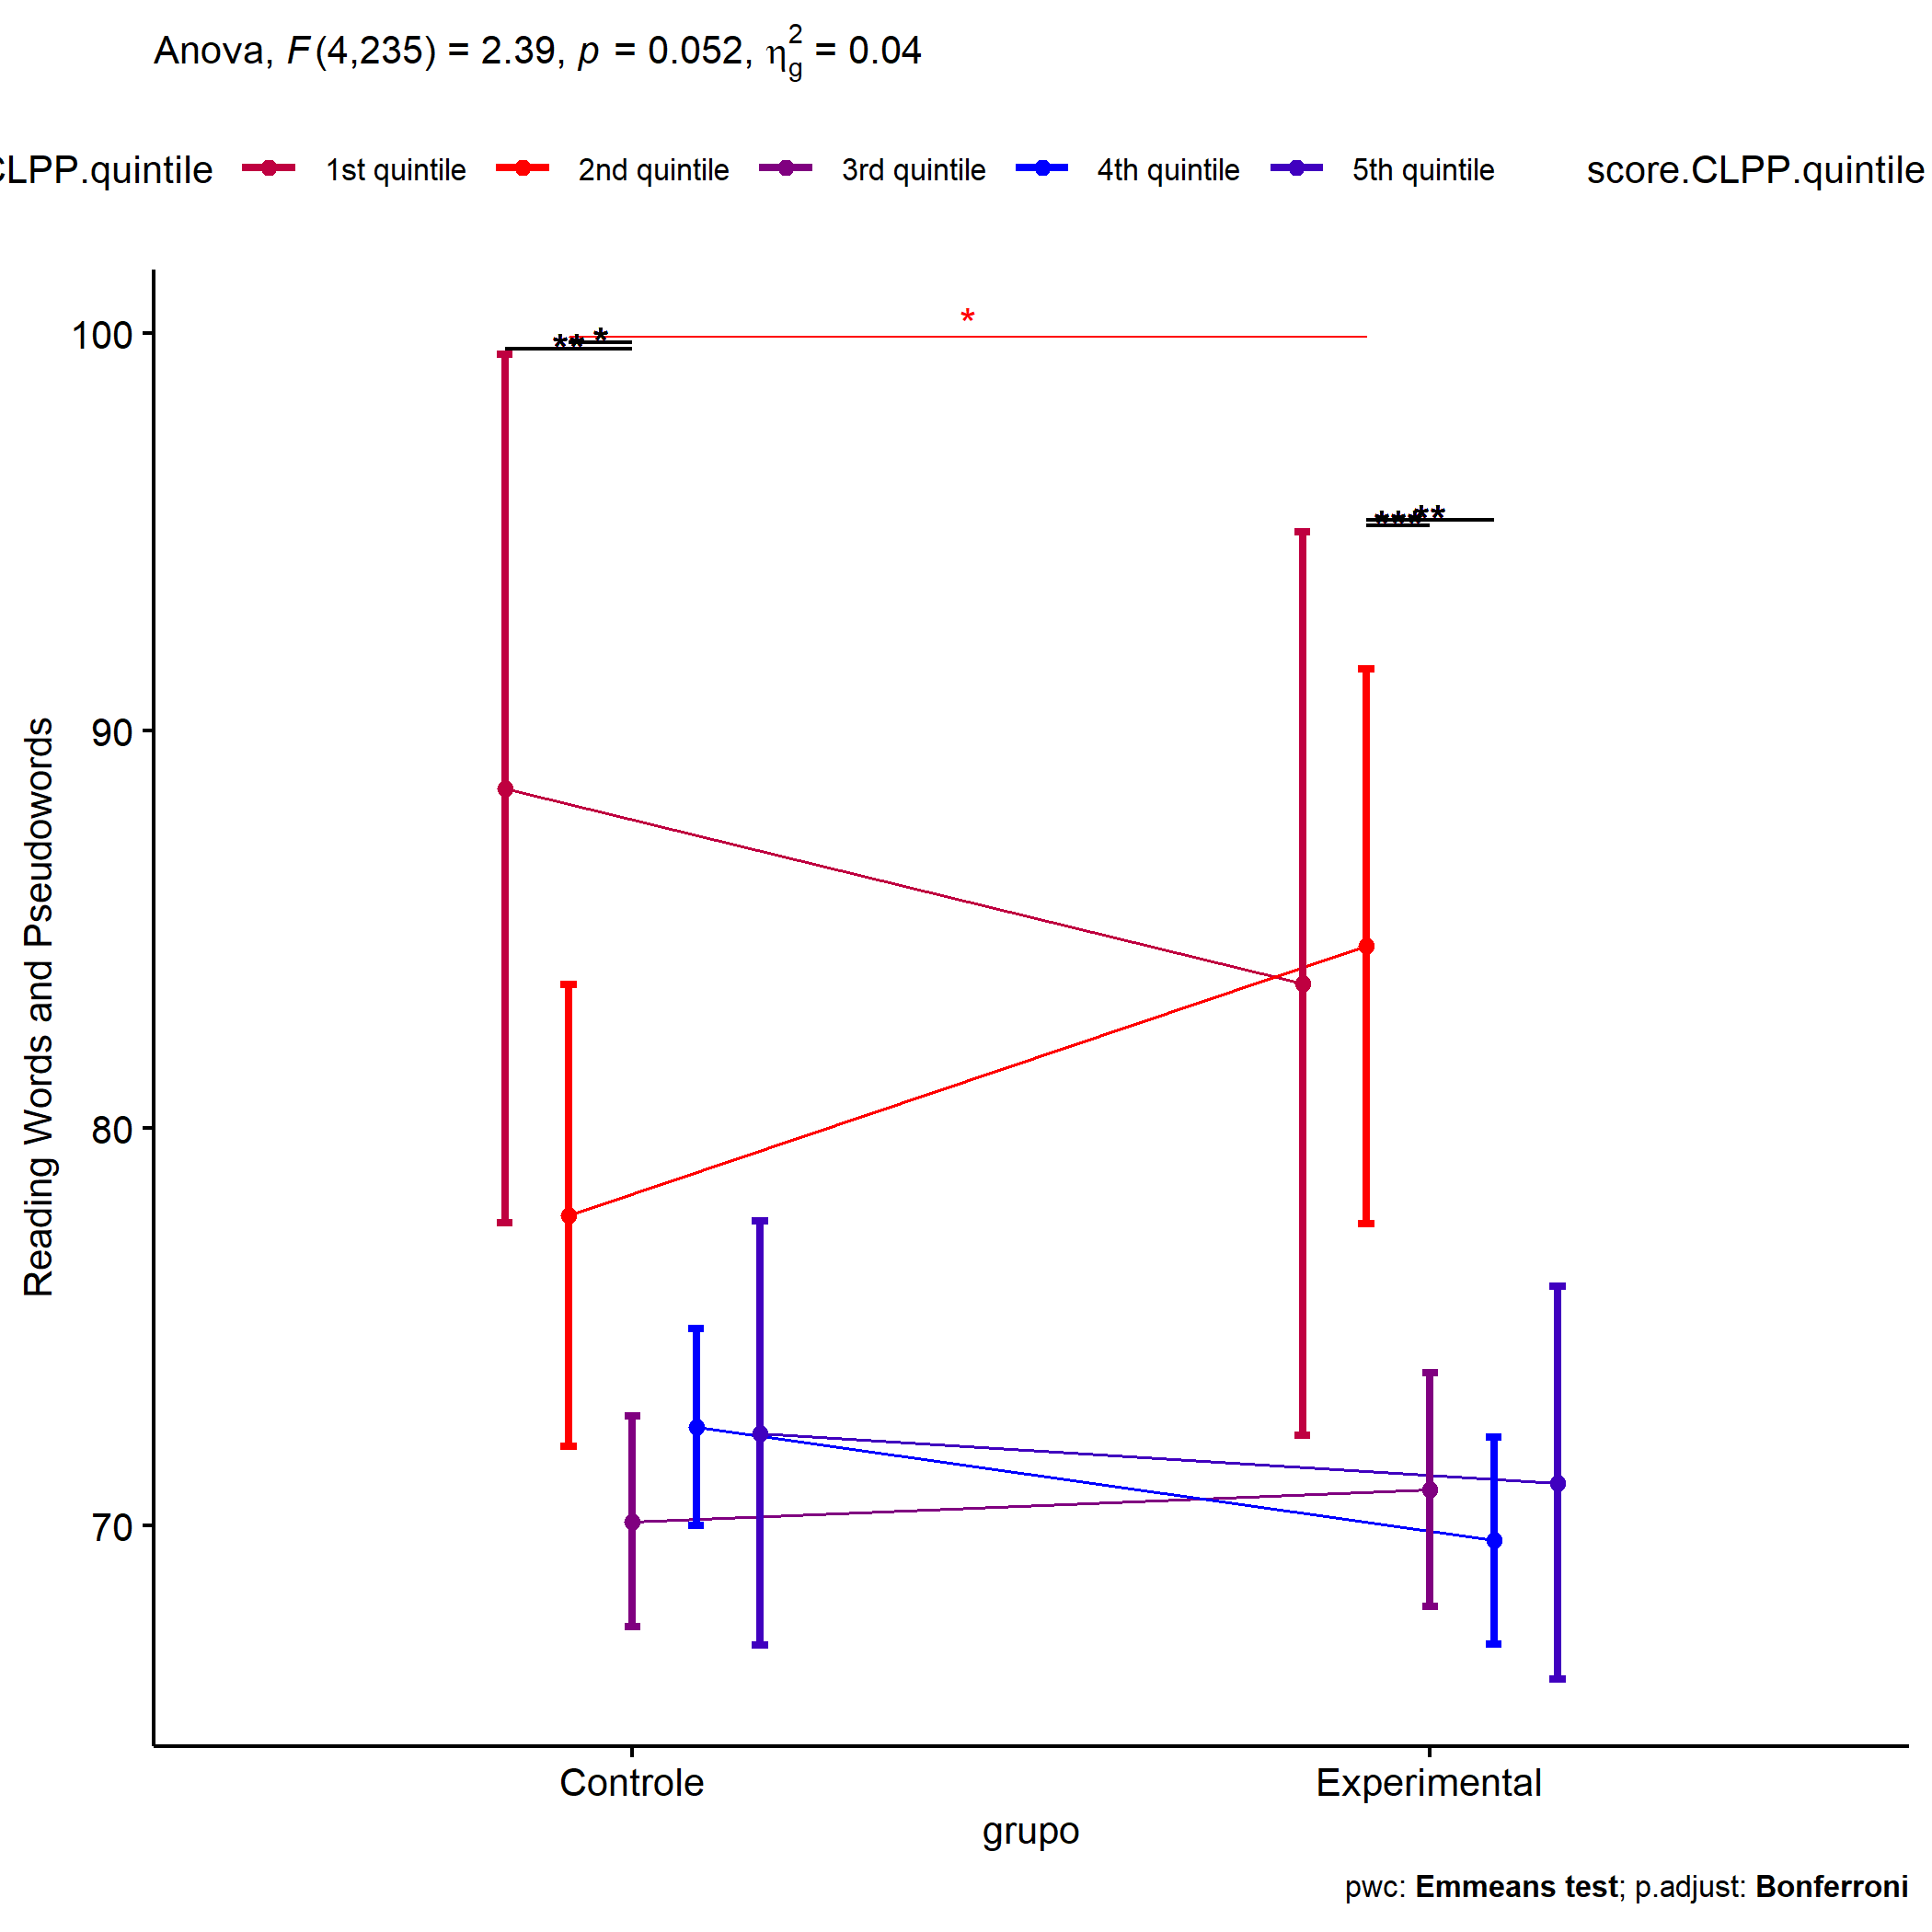 Anova, F(4,235) = 2.39, p = 0.052, η²g = 0.04
CLPP.quintile 1st quintile 2nd quintile 3rd quintile 4th quintile 5th quintile score.CLPP.quintile
100
90
80
70
* ** *
*** **
Reading Words and Pseudowords
Controle Experimental
grupo
pwc: Emmeans test; p.adjust: Bonferroni